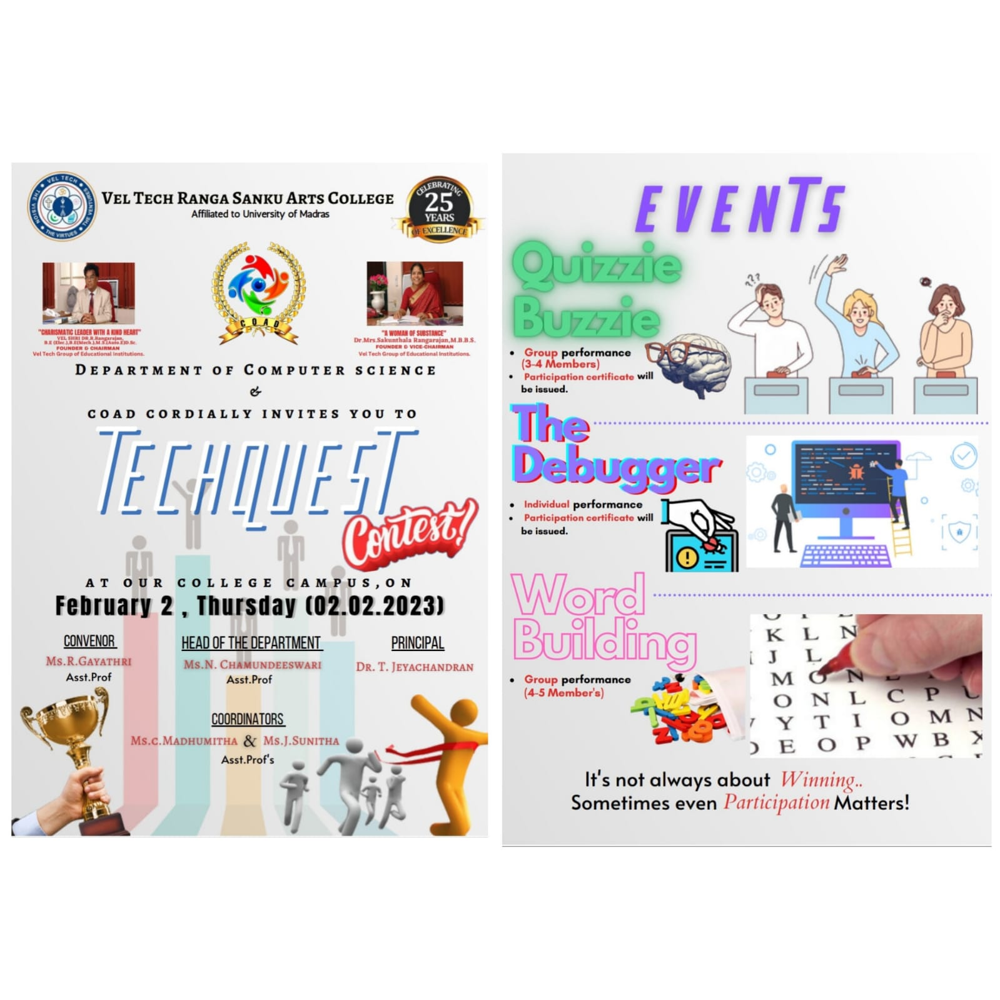 VEL TECH
THE VISION
THE VIRTUES
THE VENTURES
VEL TECH RANGA SANKU ARTS COLLEGE
Affiliated to University of Madras
CELEBRATING
25
YEARS
OF EXCELLENCE
COAD
"CHARISMATIC LEADER WITH A KIND HEART"
VEL SHRI DR.R.Rangarajan,
B.E (Elec.),B.E(Mech.),M.S.(Auto.E)D.Sc.
FOUNDER & CHAIRMAN
Vel Tech Group of Educational Institutions.
"A WOMAN OF SUBSTANCE"
Dr.Mrs.Sakunthala Rangarajan,M.B.B.S.
FOUNDER & VICE-CHAIRMAN
Vel Tech Group of Educational Institutions.
DEPARTMENT OF COMPUTER SCIENCE
&
COAD CORDIALLY INVITES YOU TO
TECHQUEST
Contest!
AT OUR COLLEGE CAMPUS,ON
February 2 , Thursday (02.02.2023)
CONVENOR
MS.R.GAYATHRI
Asst.Prof
HEAD OF THE DEPARTMENT
MS.N. CHAMUNDEESWARI
Asst.Prof
PRINCIPAL
DR. T. JEYACHANDRAN
COORDINATORS
MS.C.MADHUMITHA & MS.J.SUNITHA
Asst.Prof's
EVENTS
Quizzie
Buzzie
• Group performance
(3-4 Members)
• Participation certificate will
be issued.
???
The
Debugger
• Individual performance
• Participation certificate will
be issued.
Word
Building
• Group performance
(4-5 Member's)
K L N
J L
M O N
O N L C P U
Y T I O M N
D E O P W B X
It's not always about Winning..
Sometimes even Participation Matters!